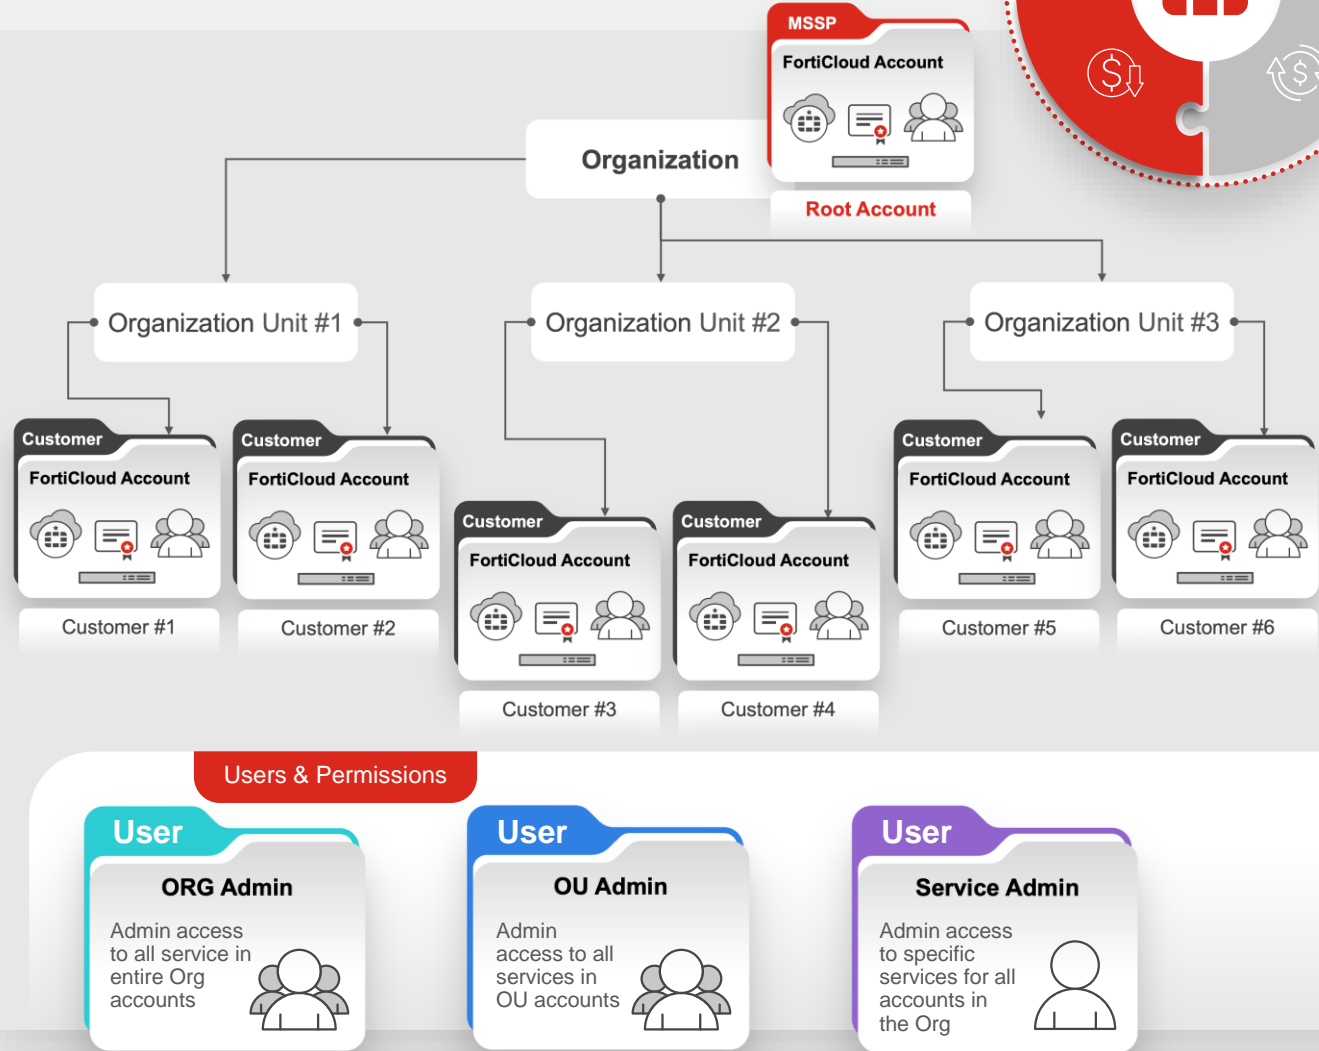 MSSP
FortiCloud Account
Organization
Root Account
Organization Unit #1
Organization Unit #2
Organization Unit #3
Customer
FortiCloud Account
Customer #1
Customer
FortiCloud Account
Customer #2
Customer
FortiCloud Account
Customer #3
Customer
FortiCloud Account
Customer #4
Customer
FortiCloud Account
Customer #5
Customer
FortiCloud Account
Customer #6
Users & Permissions
User
ORG Admin
Admin access
to all service in
entire Org
accounts
User
OU Admin
Admin
access to all
services in
OU accounts
User
Service Admin
Admin access
to specific
services for all
accounts in
the Org